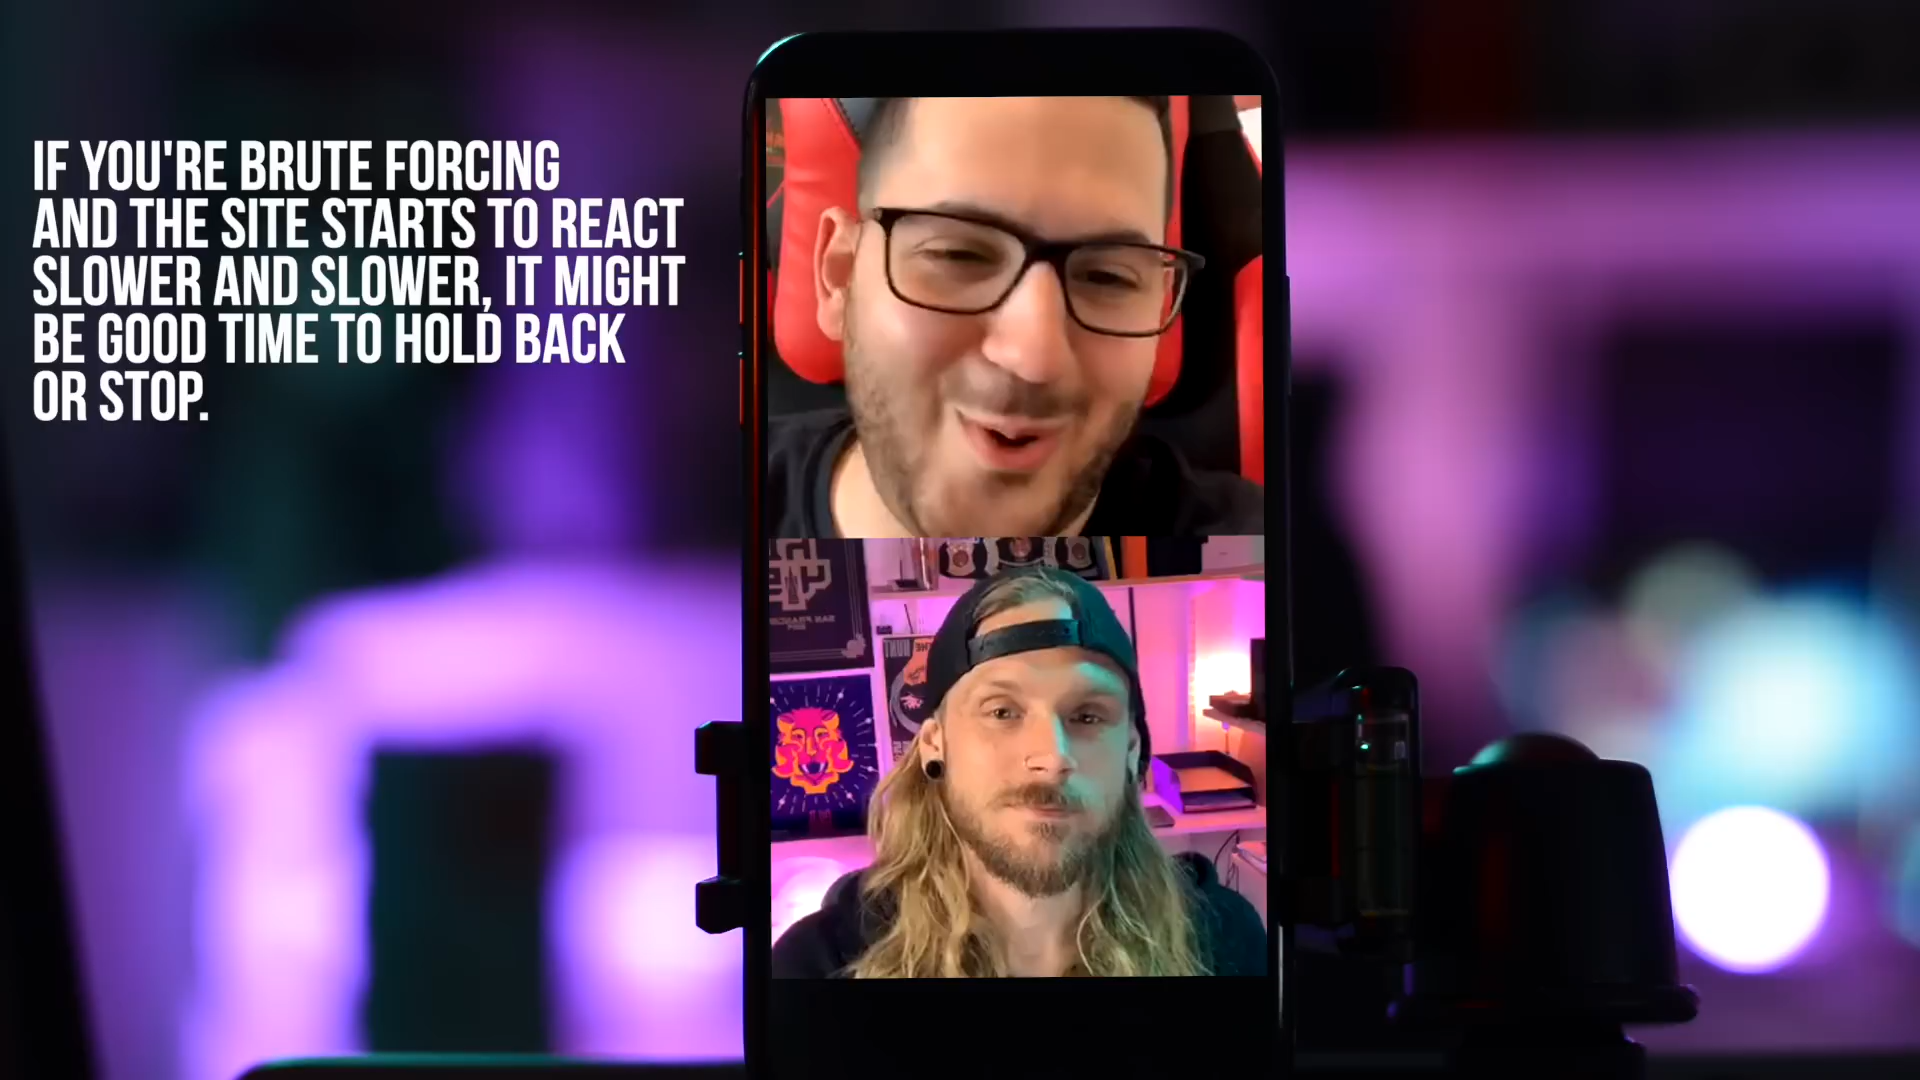 IF YOU'RE BRUTE FORCING
AND THE SITE STARTS TO REACT
SLOWER AND SLOWER, IT MIGHT
BE GOOD TIME TO HOLD BACK
OR STOP.